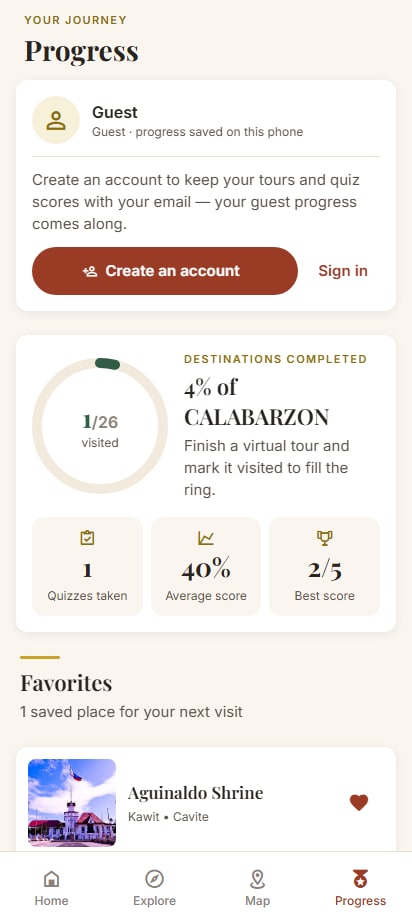 YOUR JOURNEY
Progress
Guest
Guest · progress saved on this phone
Create an account to keep your tours and quiz
scores with your email — your guest progress
comes along.
Create an account
Sign in
DESTINATIONS COMPLETED
4% of
CALABARZON
1/26
visited
Finish a virtual tour and
mark it visited to fill the
ring.
1
Quizzes taken
40%
Average score
2/5
Best score
Favorites
1 saved place for your next visit
Aguinaldo Shrine
Kawit • Cavite
Home
Explore
Map
Progress